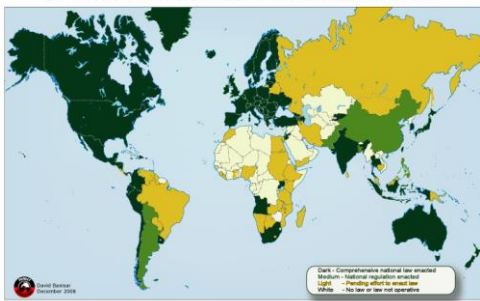 David Banisar
December 2008
Dark - Comprehensive national law enacted
Medium - National regulation enacted
Light - Pending effort to enact law
White - No law or law not operative